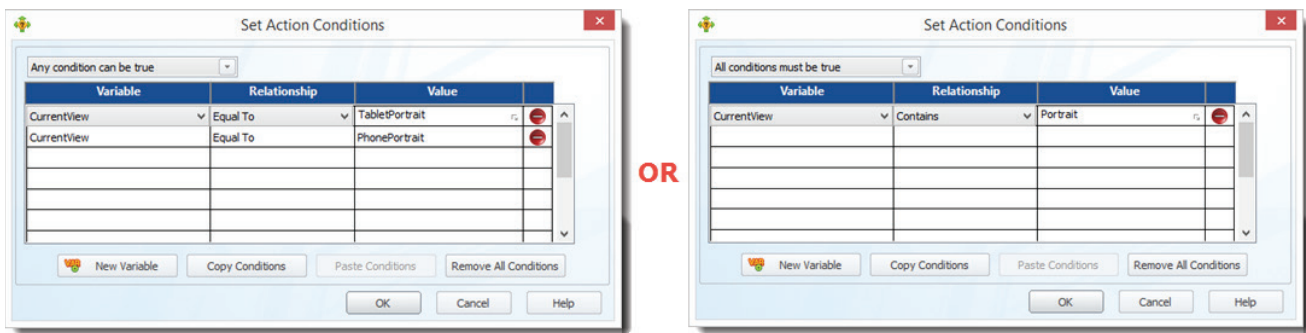 Set Action Conditions
Any condition can be true
Variable Relationship Value
CurrentView Equal To TabletPortrait
CurrentView Equal To PhonePortrait
New Variable Copy Conditions Paste Conditions Remove All Conditions
OK Cancel Help
OR
Set Action Conditions
All conditions must be true
Variable Relationship Value
CurrentView Contains Portrait
New Variable Copy Conditions Paste Conditions Remove All Conditions
OK Cancel Help